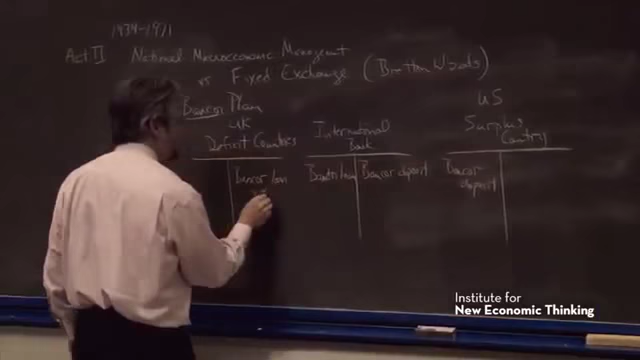 1934-1971
Act II National Macroeconomic Management
vs Fixed Exchange (Bretton Woods)
Bancor Plan
UK
Deficit Countries
International
Bank
US
Surplus
Country
Bancor loan
Bancor loan
Bancor deposit
Bancor
deposit
Institute for
New Economic Thinking